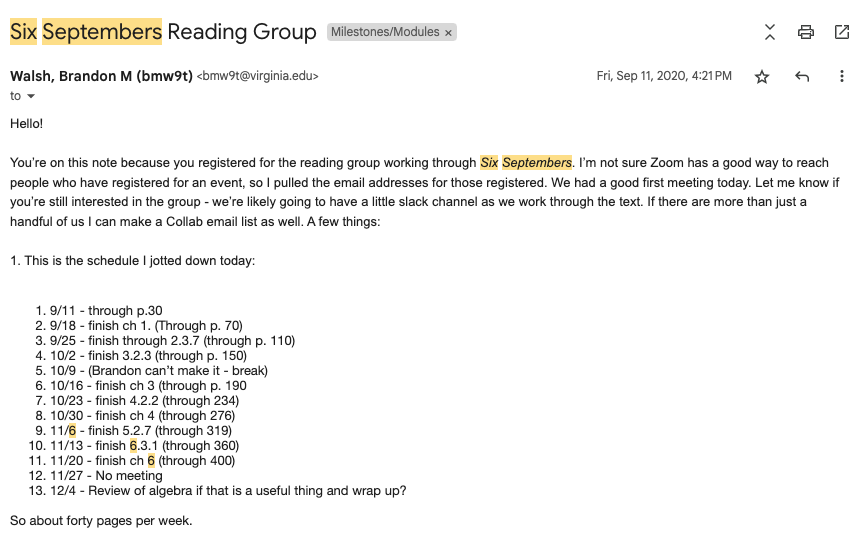 Six Septembers Reading Group Milestones/Modules ×
Walsh, Brandon M (bmw9t) <bmw9t@virginia.edu> Fri, Sep 11, 2020, 4:21 PM
to
Hello!
You're on this note because you registered for the reading group working through Six Septembers. I'm not sure Zoom has a good way to reach
people who have registered for an event, so I pulled the email addresses for those registered. We had a good first meeting today. Let me know if
you're still interested in the group - we're likely going to have a little slack channel as we work through the text. If there are more than just a
handful of us I can make a Collab email list as well. A few things:
1. This is the schedule I jotted down today:
1. 9/11 - through p.30
2. 9/18 - finish ch 1. (Through p. 70)
3. 9/25 - finish through 2.3.7 (through p. 110)
4. 10/2 - finish 3.2.3 (through p. 150)
5. 10/9 - (Brandon can't make it - break)
6. 10/16 - finish ch 3 (through p. 190
7. 10/23 - finish 4.2.2 (through 234)
8. 10/30 - finish ch 4 (through 276)
9. 11/6 - finish 5.2.7 (through 319)
10. 11/13 - finish 6.3.1 (through 360)
11. 11/20 - finish ch 6 (through 400)
12. 11/27 - No meeting
13. 12/4 - Review of algebra if that is a useful thing and wrap up?
So about forty pages per week.